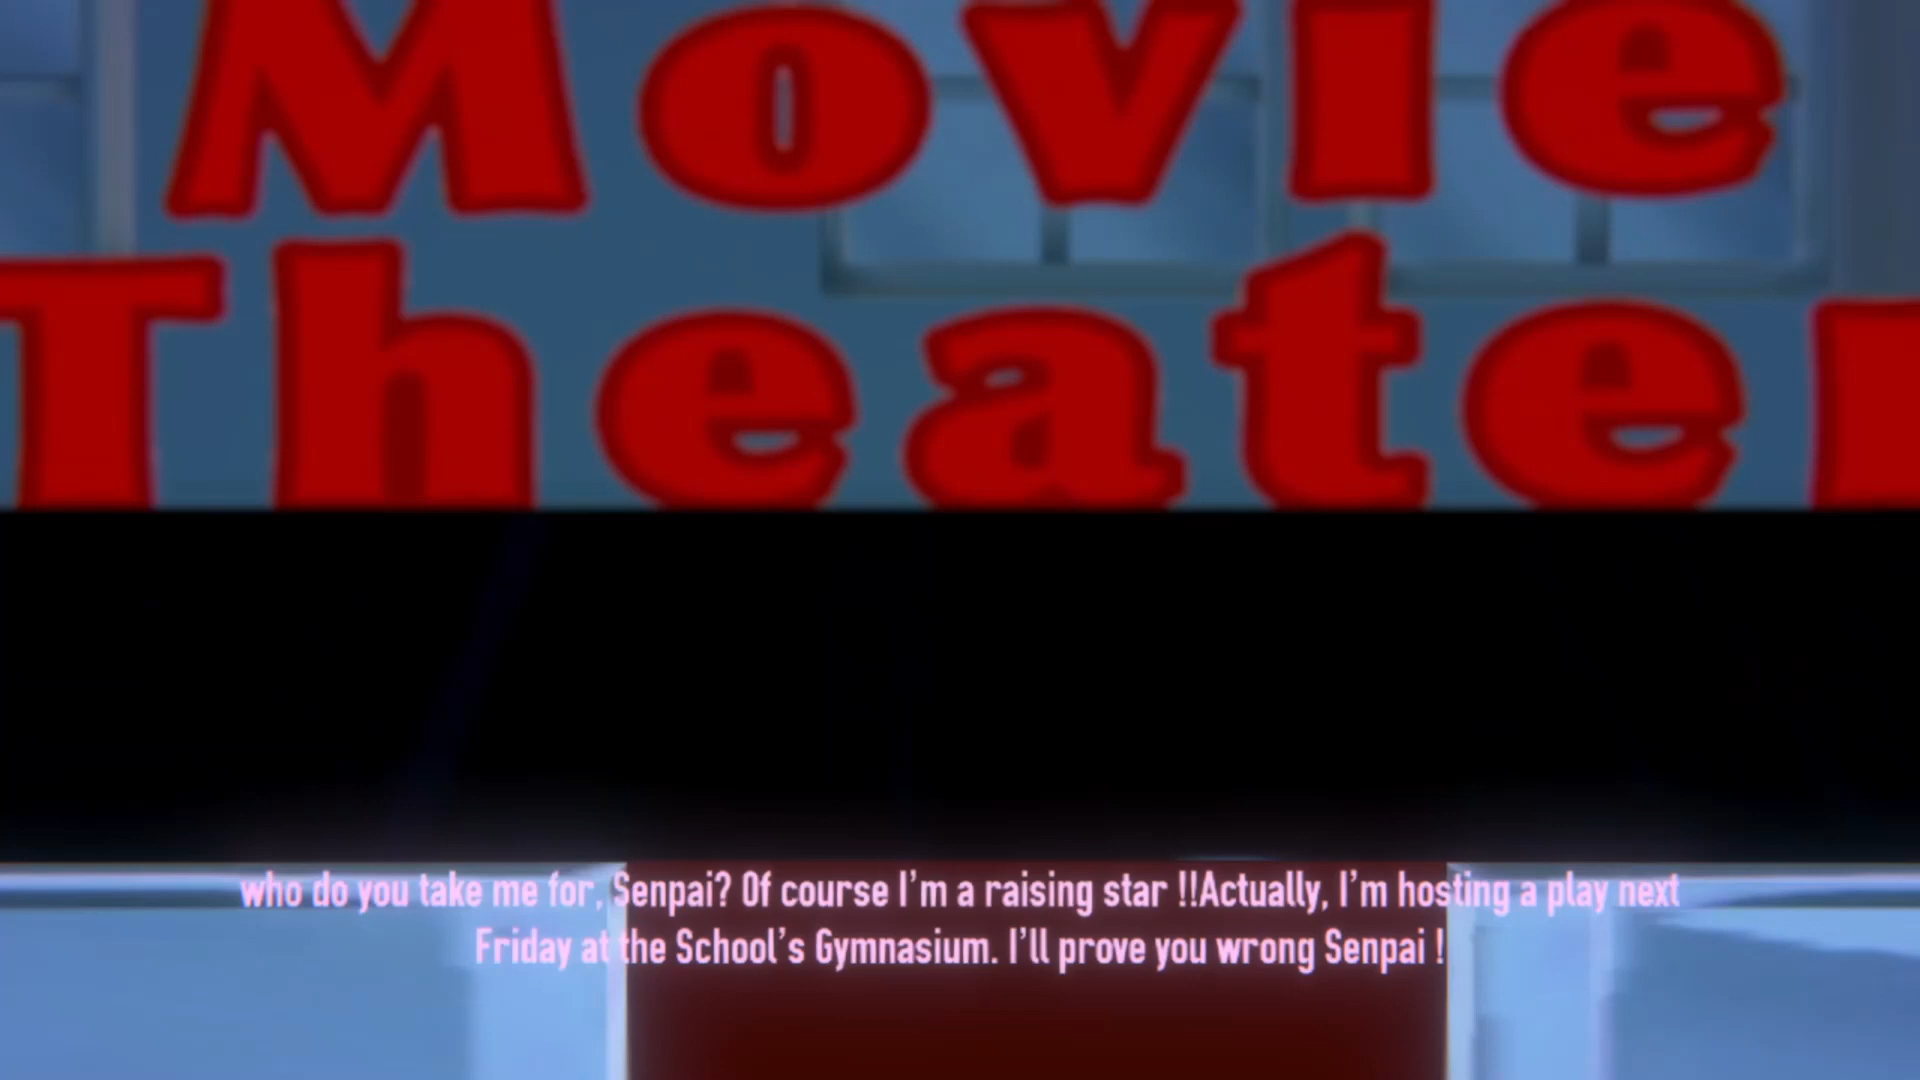 Movie
Theater
who do you take me for, Senpai? Of course I'm a raising star !!Actually, I'm hosting a play next
Friday at the School's Gymnasium. I'll prove you wrong Senpai !